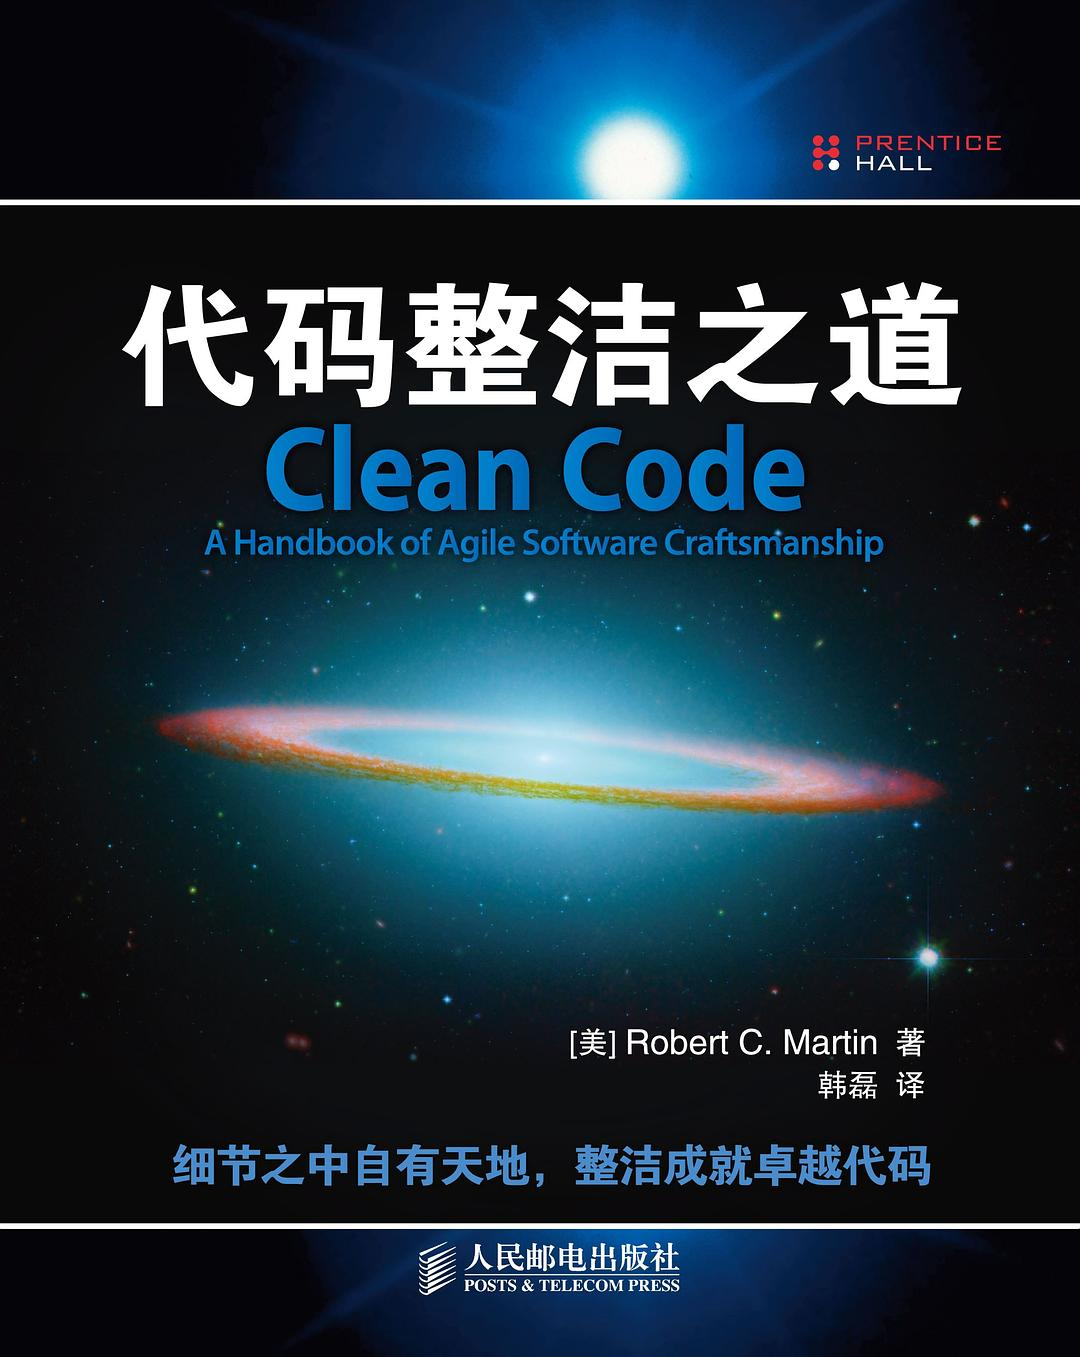 PRENTICE
HALL
代码整洁之道
Clean Code
A Handbook of Agile Software Craftsmanship
[美] Robert C. Martin 著
韩磊 译
细节之中自有天地，整洁成就卓越代码
人民邮电出版社
POSTS & TELECOM PRESS